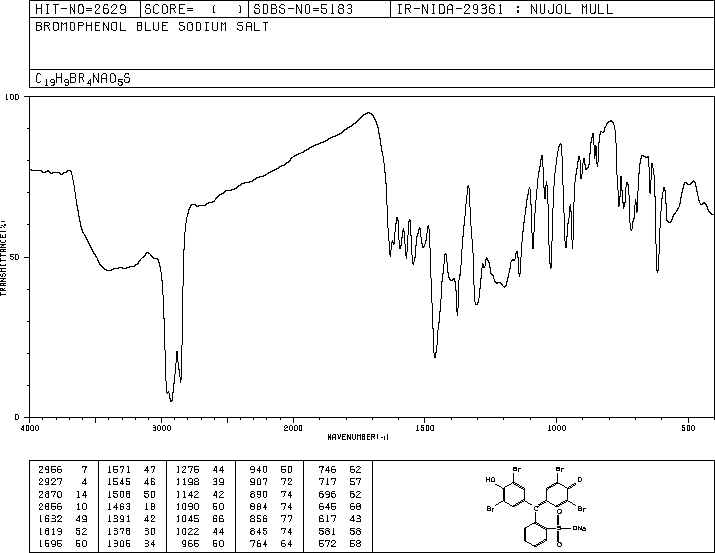 HIT-NO=2629 SCORE= ( ) SDBS-NO=5183 IR-NIDA-29361 : NUJOL MULL
BROMOPHENOL BLUE SODIUM SALT
C19H9BR4NAO5S
100
TRANSMITTANCE(%)
50
0
4000 3000 2000 1500 1000 500
WAVENUMBER(-1)
2956 7 1571 47 1275 44 940 50 746 62
2927 4 1545 46 1198 39 907 72 717 57
2870 14 1508 50 1142 42 890 74 696 62
2856 10 1463 18 1090 50 884 74 645 68
1632 49 1391 42 1045 66 856 77 617 43
1619 52 1378 30 1022 44 845 74 581 58
1595 50 1306 34 965 50 764 64 572 58
Br Br
HO O
Br C Br
O
S ONa
O